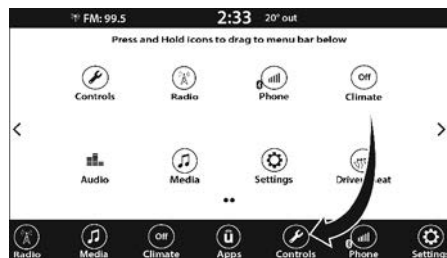 FM: 99.5 2:33 20° out
Press and Hold icons to drag to menu bar below
Off
Controls Radio Phone Climate
Audio Media Settings Driver Seat
Off ū
Radio Media Climate Apps Controls Phone Settings